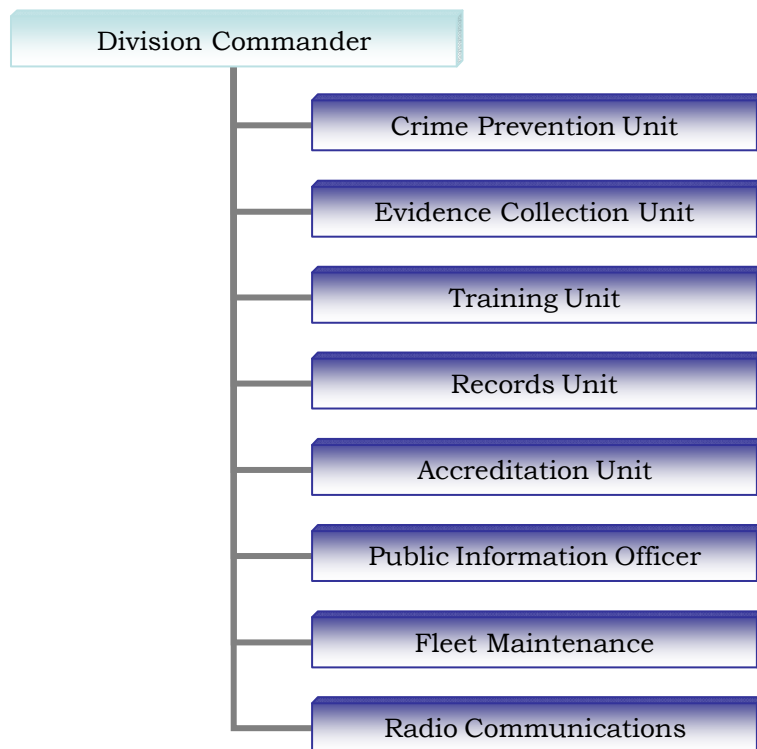 Division Commander
Crime Prevention Unit
Evidence Collection Unit
Training Unit
Records Unit
Accreditation Unit
Public Information Officer
Fleet Maintenance
Radio Communications